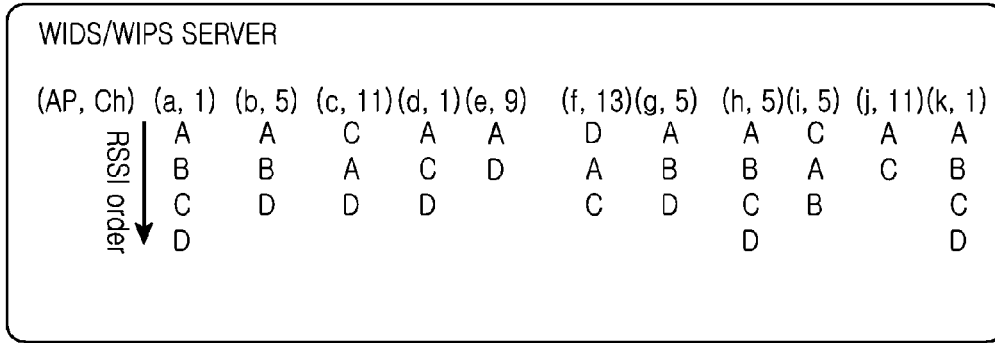 WIDS/WIPS SERVER
(AP, Ch) (a, 1) (b, 5) (c, 11) (d, 1) (e, 9) (f, 13) (g, 5) (h, 5) (i, 5) (j, 11) (k, 1)
RSSI order
A A C A A D A A C A A
B B A C D A B B A C B
C D D D C D C B C
D D D